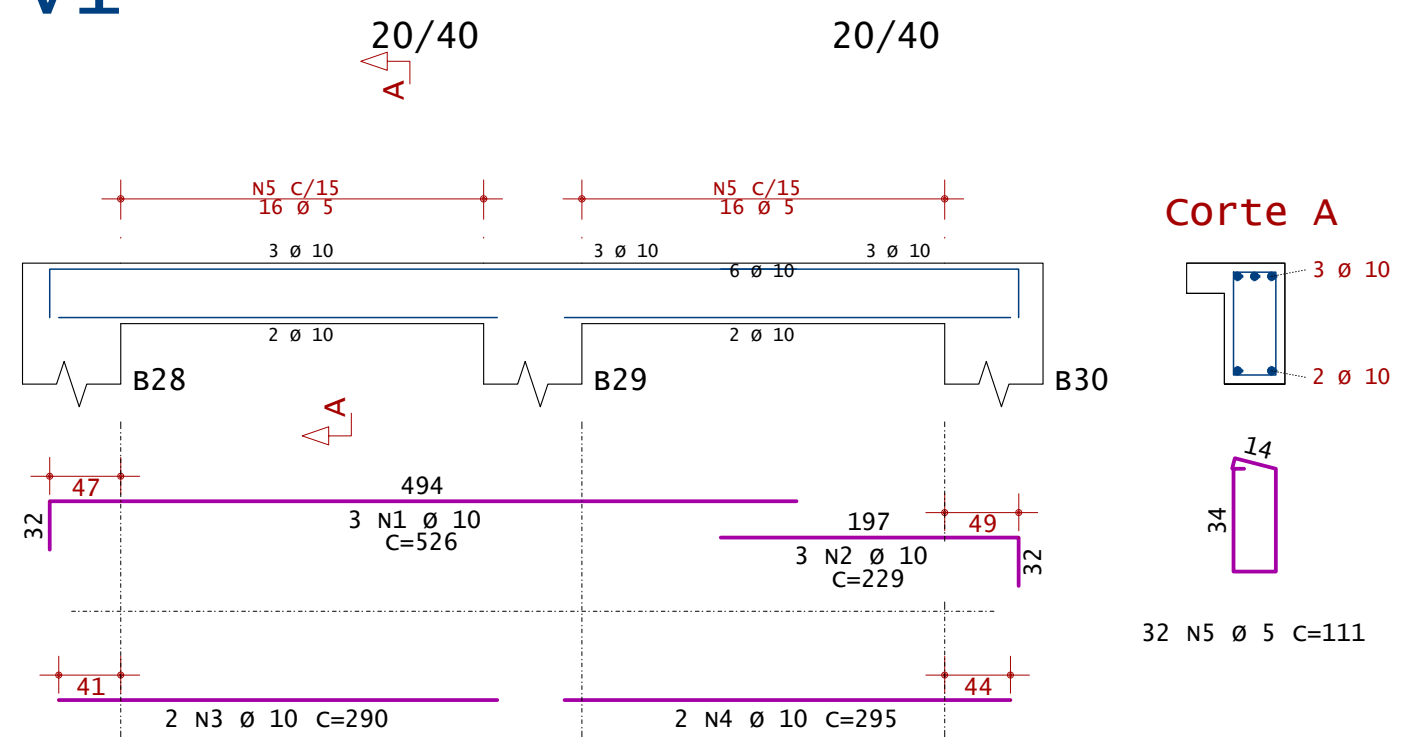 V1
20/40 20/40
A
N5 C/15 N5 C/15
16 Ø 5 16 Ø 5
Corte A
3 Ø 10 3 Ø 10 3 Ø 10
6 Ø 10 3 Ø 10
2 Ø 10 2 Ø 10
2 Ø 10
B28 B29 B30
A
14
47 494
32 3 N1 Ø 10
C=526
197 49
3 N2 Ø 10 32
C=229
34
32 N5 Ø 5 C=111
41 44
2 N3 Ø 10 C=290 2 N4 Ø 10 C=295